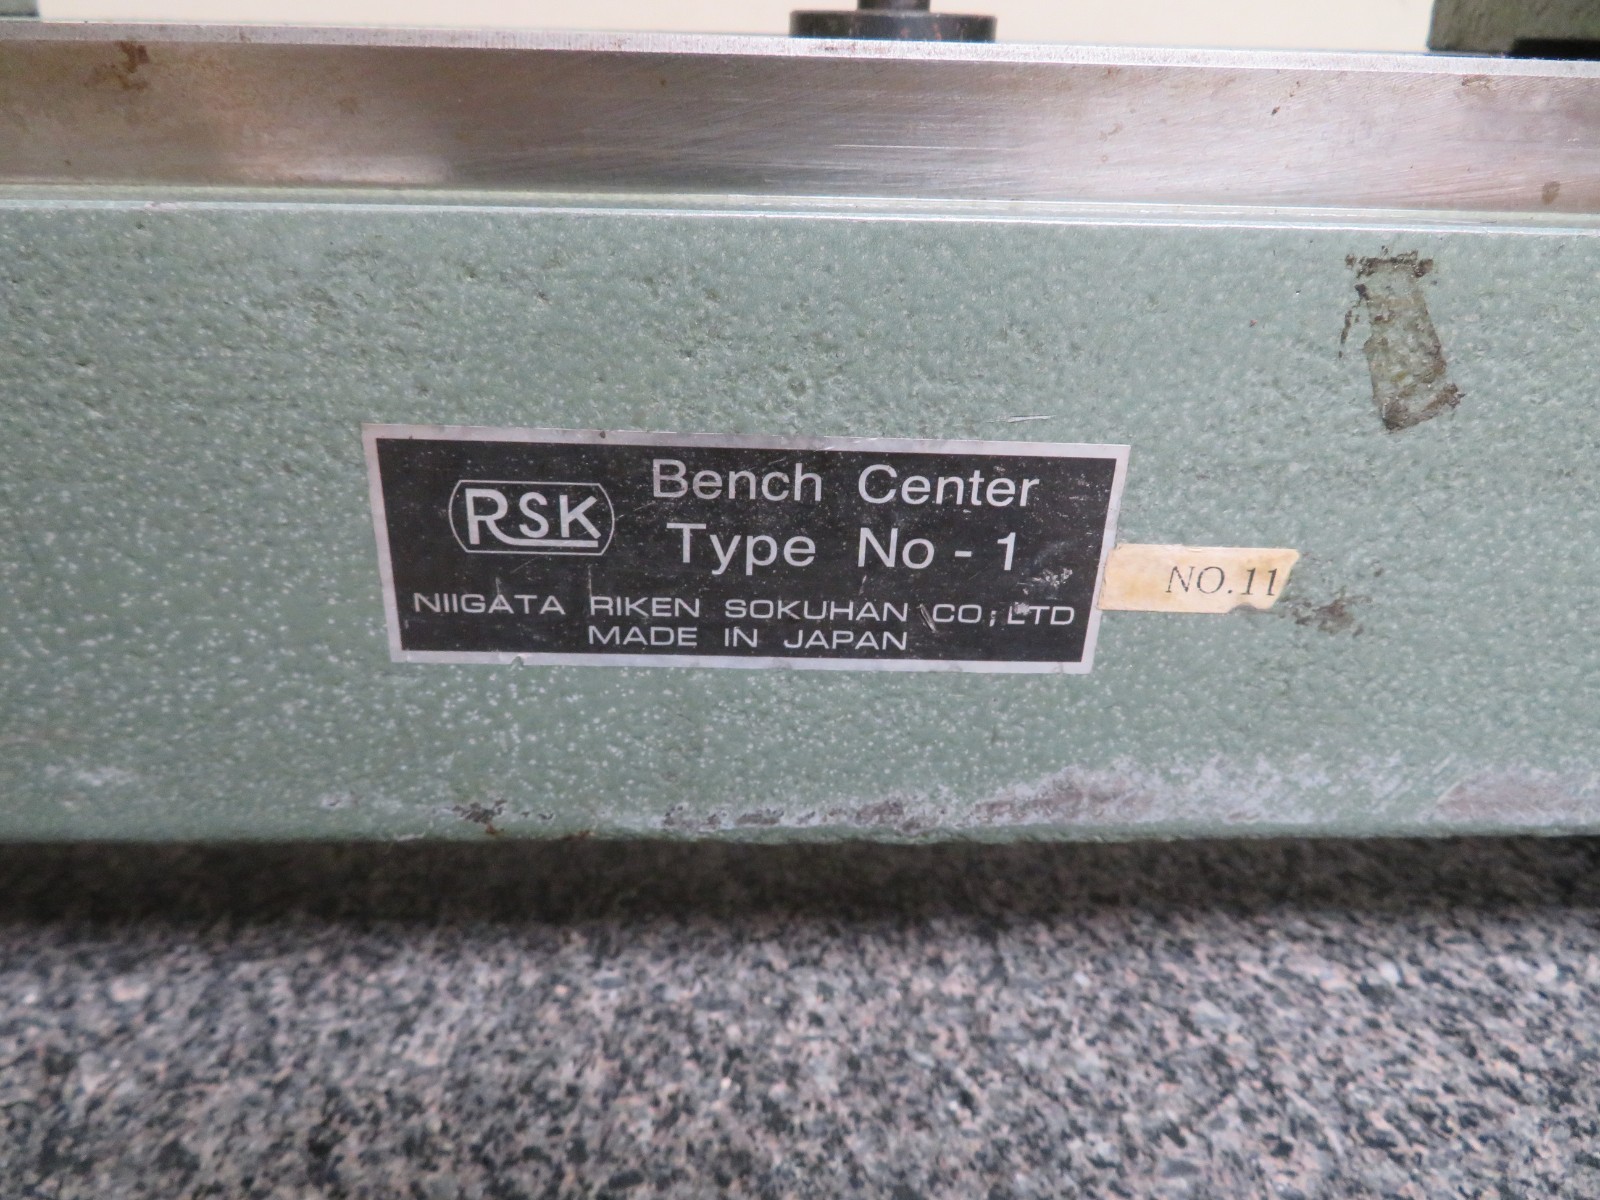 RSK
Bench Center
Type No - 1
NIIGATA RIKEN SOKUHAN CO; LTD
MADE IN JAPAN
NO.11